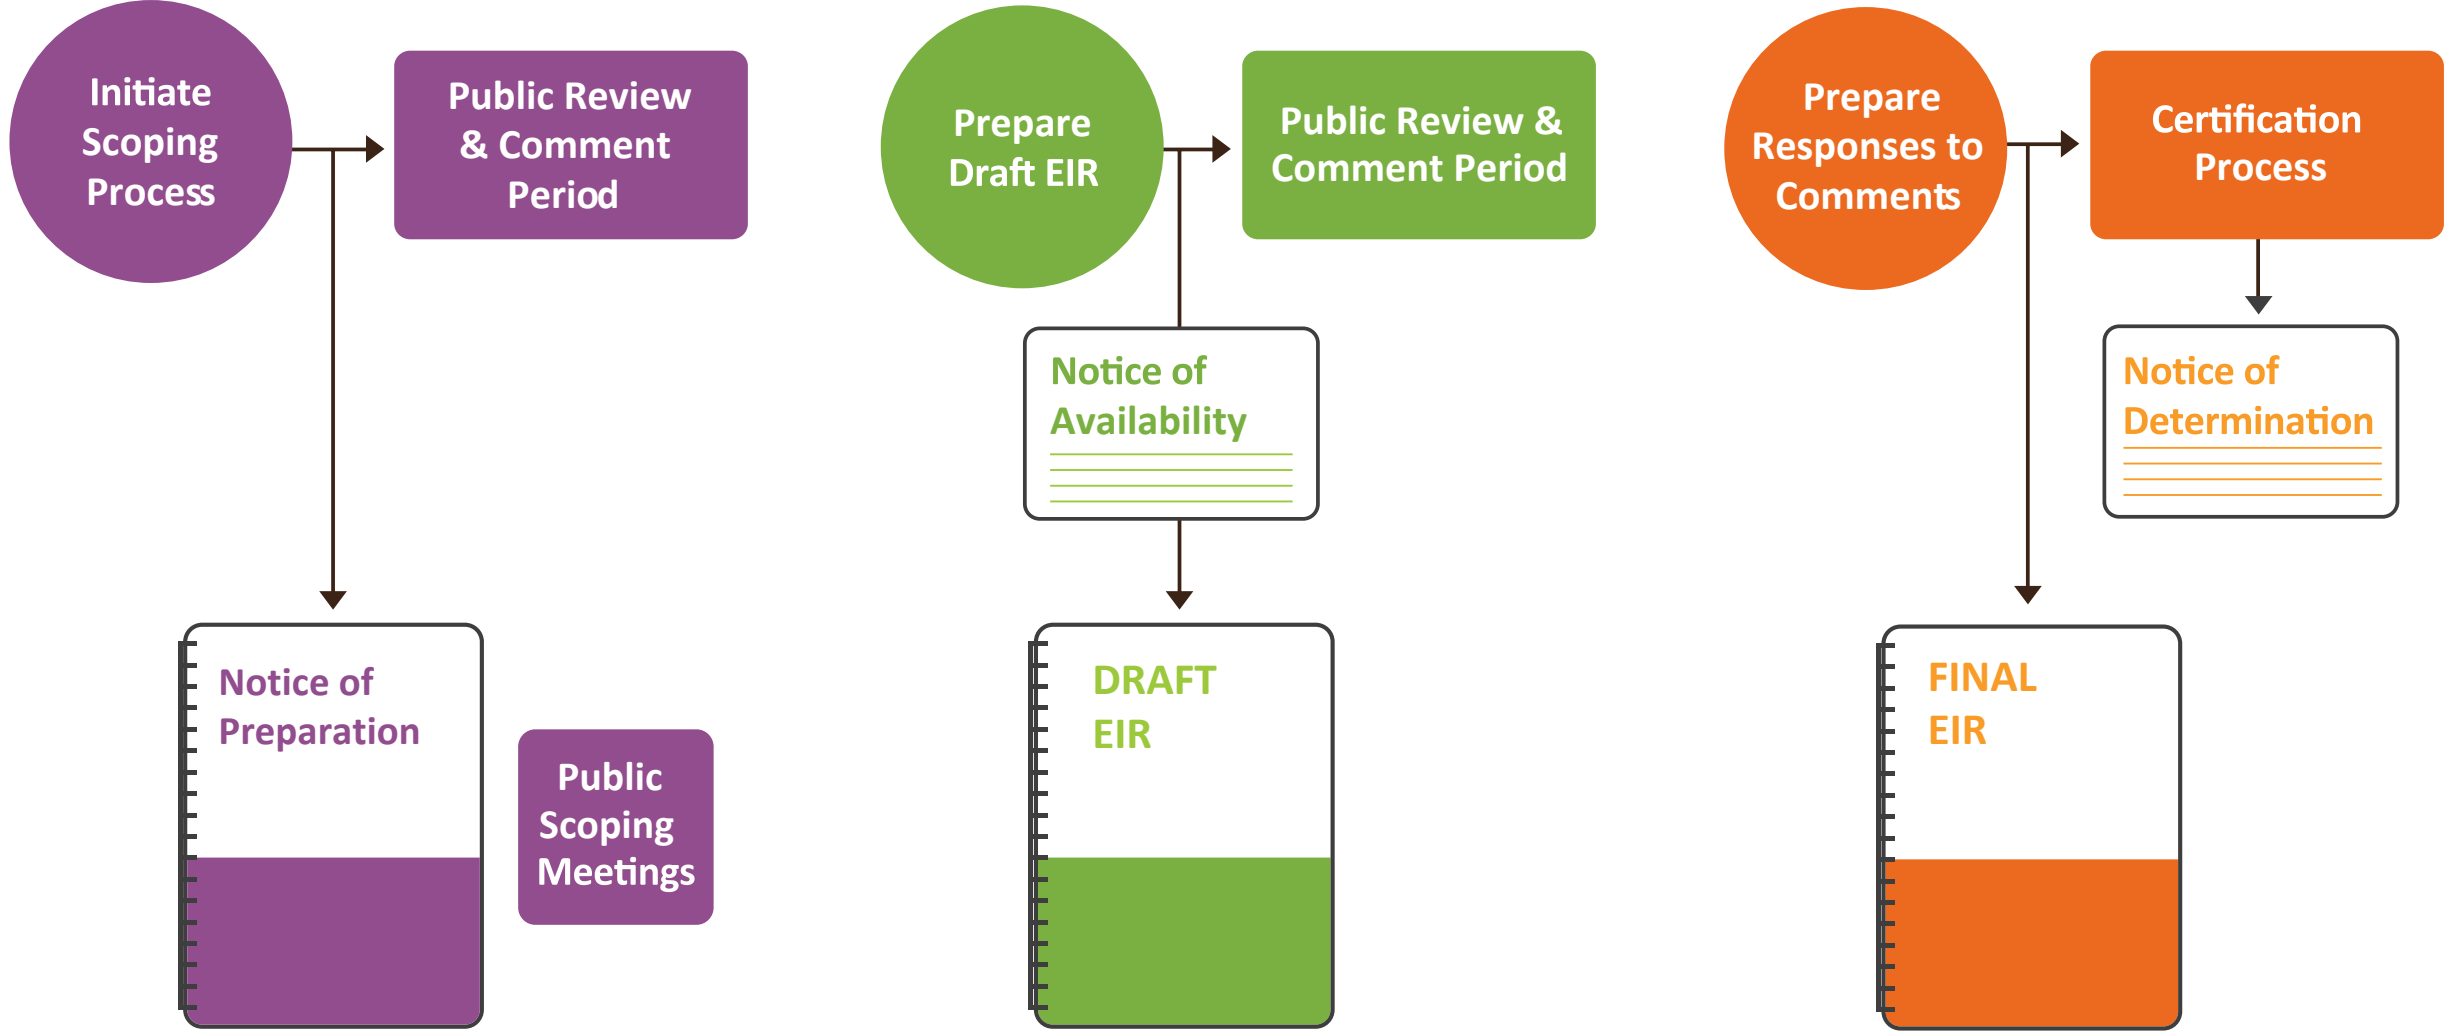 Initiate
Scoping
Process
Public Review
& Comment
Period
Notice of
Preparation
Public
Scoping
Meetings
Prepare
Draft EIR
Public Review &
Comment Period
Notice of
Availability
DRAFT
EIR
Prepare
Responses to
Comments
Certification
Process
Notice of
Determination
FINAL
EIR